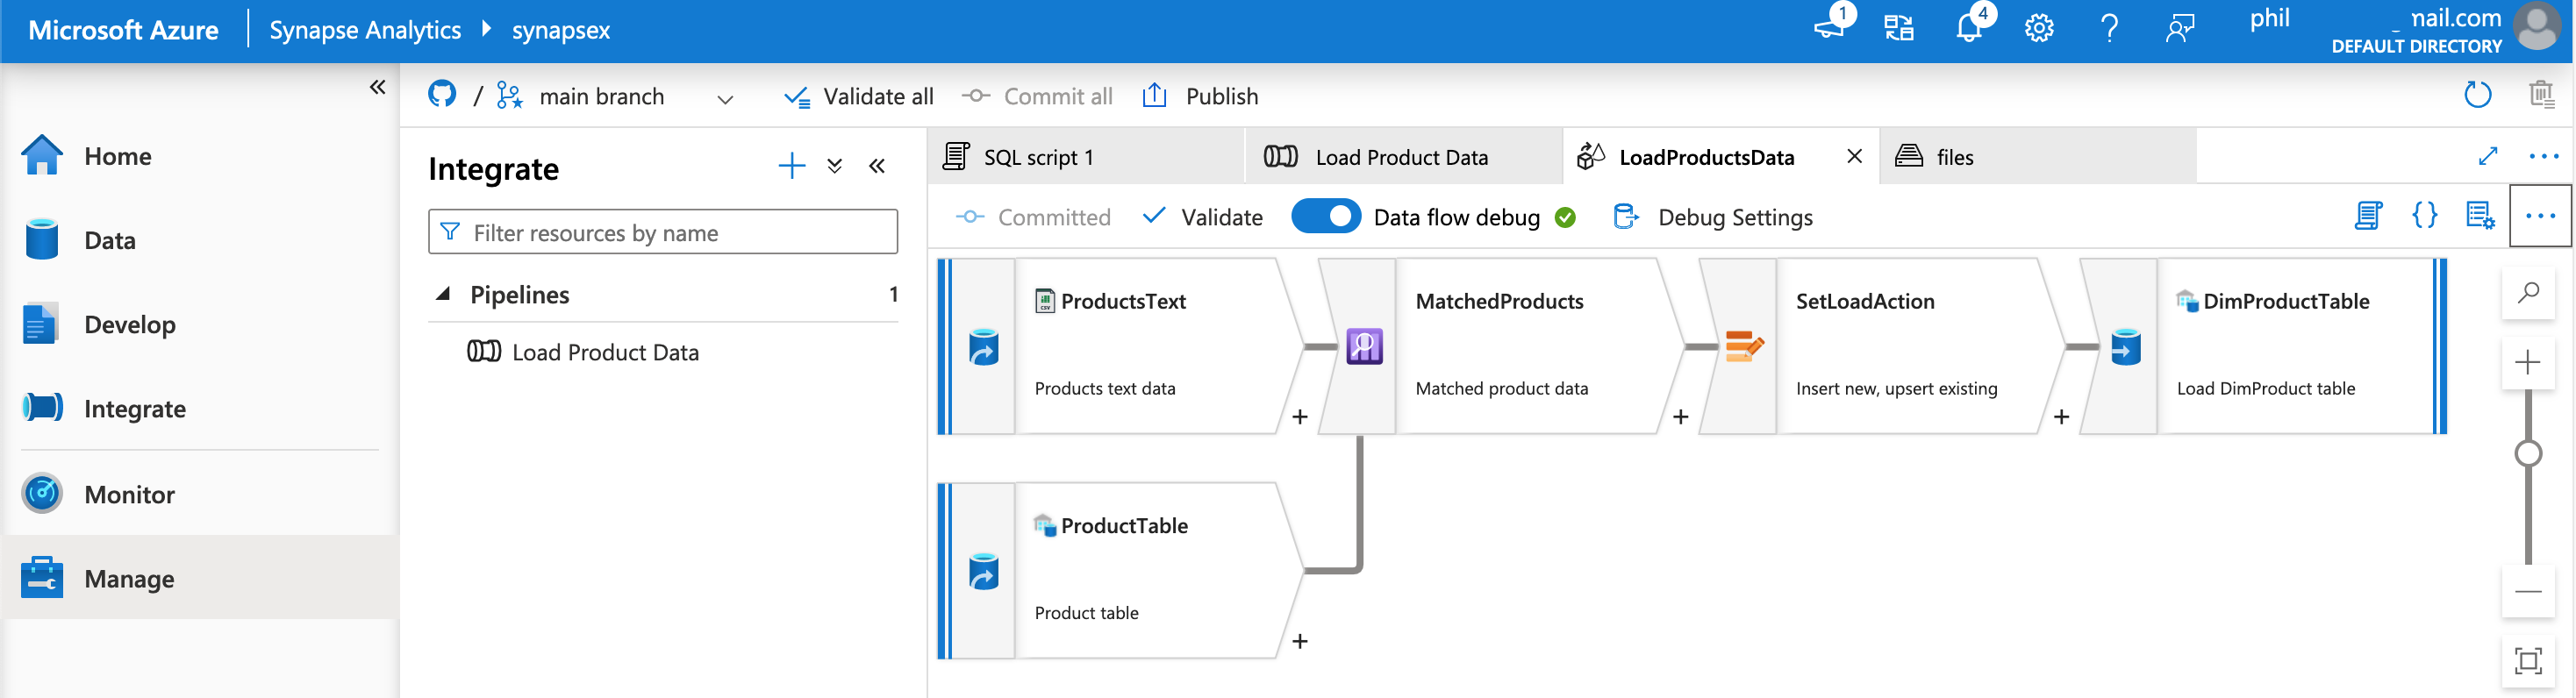 Microsoft Azure
Synapse Analytics
synapsex
1
4
phil
nail.com
DEFAULT DIRECTORY
Home
Data
Develop
Integrate
Monitor
Manage
/ main branch
Validate all
Commit all
Publish
Integrate
Filter resources by name
Pipelines 1
Load Product Data
SQL script 1
Load Product Data
LoadProductsData
files
Committed
Validate
Data flow debug
Debug Settings
{}
CSV
ProductsText
Products text data
+
MatchedProducts
Matched product data
+
SetLoadAction
Insert new, upsert existing
+
DimProductTable
Load DimProduct table
ProductTable
Product table
+